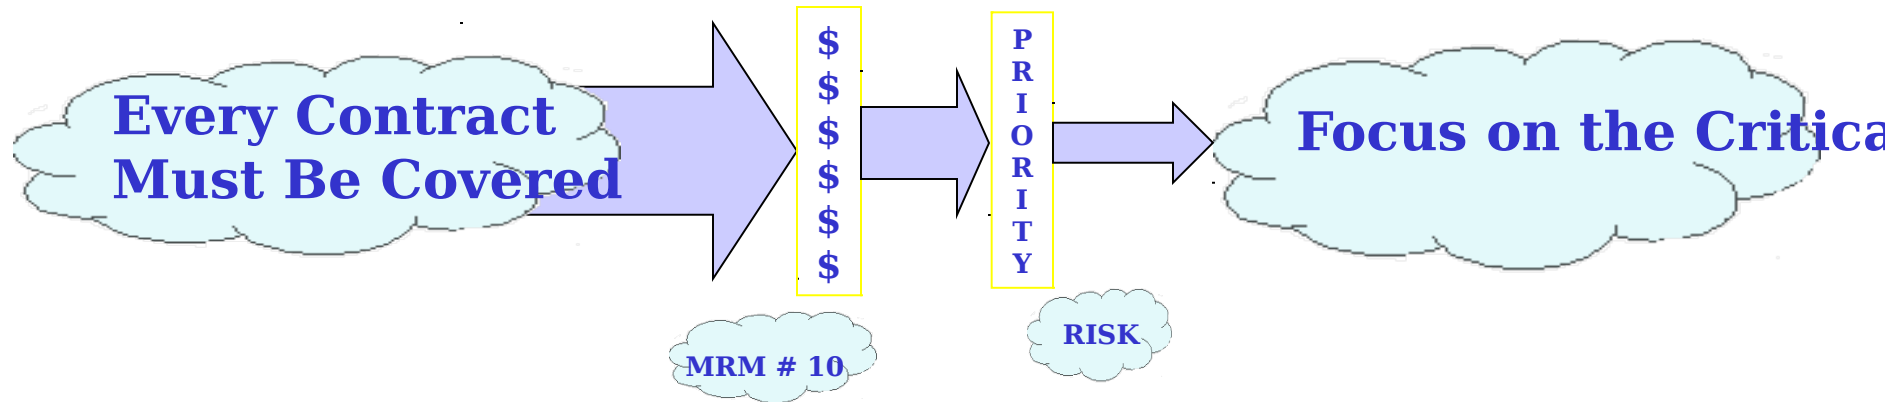 Every Contract
Must Be Covered
$
$
$
$
$
$
P
R
I
O
R
I
T
Y
Focus on the Critica
MRM # 10
RISK